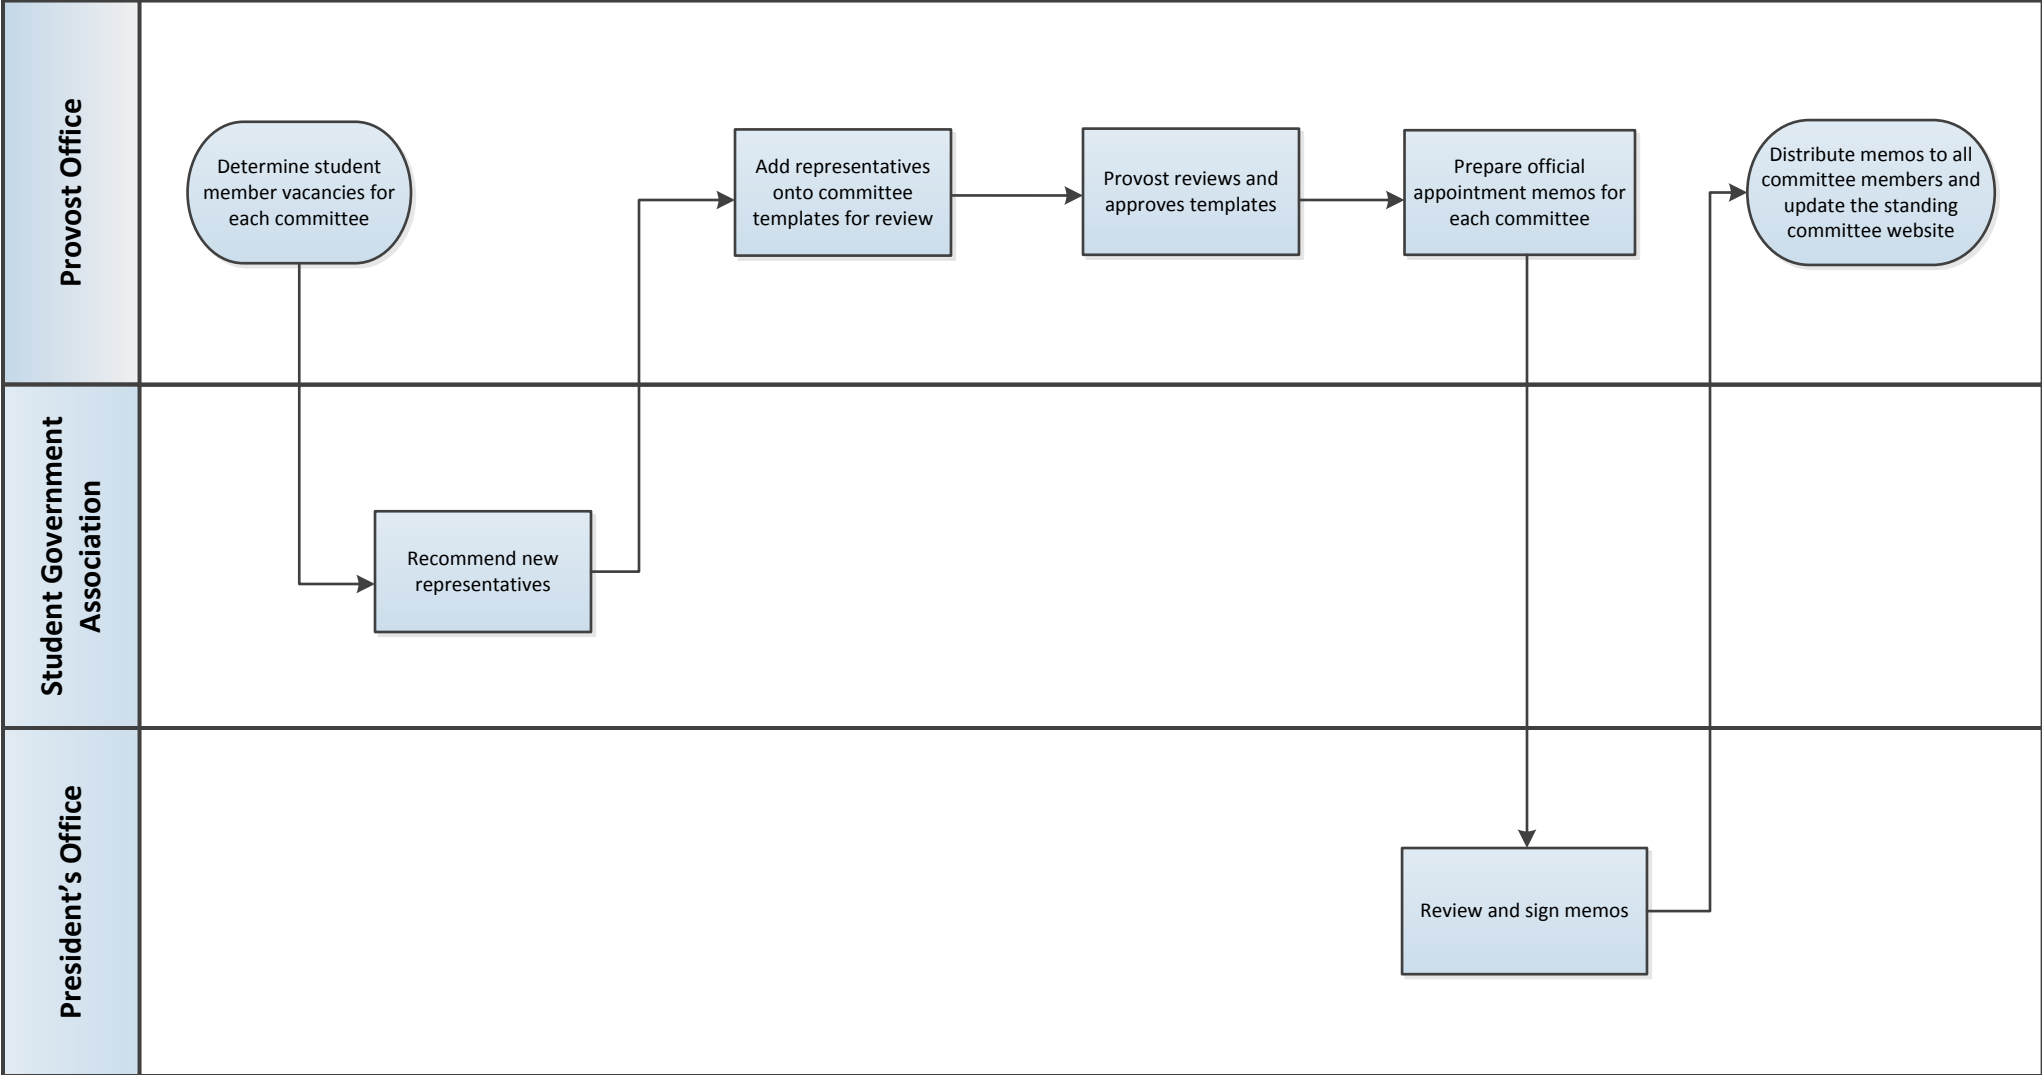 Provost Office
Determine student
member vacancies for
each committee
Add representatives
onto committee
templates for review
Provost reviews and
approves templates
Prepare official
appointment memos for
each committee
Distribute memos to all
committee members and
update the standing
committee website
Student Government
Association
Recommend new
representatives
President’s Office
Review and sign memos